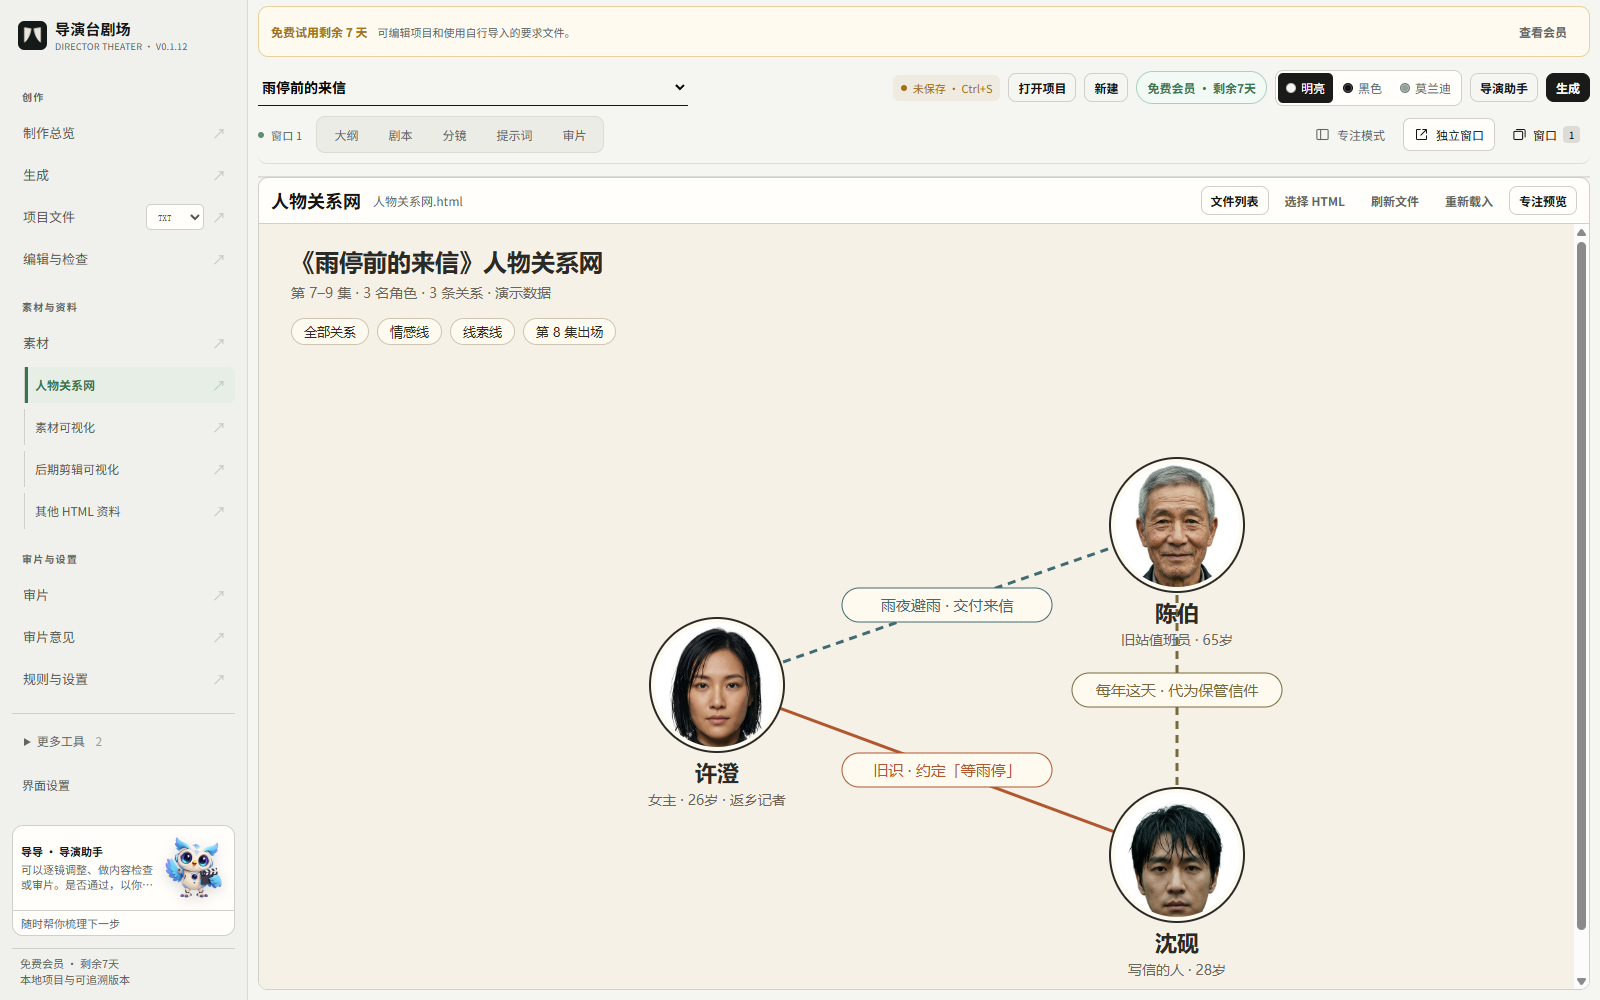 导演台剧场
DIRECTOR THEATER · V0.1.12
创作
制作总览
生成
项目文件 TXT
编辑与检查
素材与资料
素材
人物关系网
素材可视化
后期剪辑可视化
其他 HTML 资料
审片与设置
审片
审片意见
规则与设置
更多工具 2
界面设置
导导 · 导演助手
可以逐镜调整、做内容检查
或审片。是否通过，以你…
随时帮你梳理下一步
免费会员 · 剩余7天
本地项目与可追溯版本
免费试用剩余 7 天 可编辑项目和使用自行导入的要求文件。 查看会员
雨停前的来信 未保存 · Ctrl+S 打开项目 新建 免费会员 · 剩余7天 明亮 黑色 莫兰迪 导演助手 生成
窗口 1 大纲 剧本 分镜 提示词 审片 专注模式 独立窗口 窗口 1
人物关系网 人物关系网.html 文件列表 选择 HTML 刷新文件 重新载入 专注预览
《雨停前的来信》人物关系网
第 7–9 集 · 3 名角色 · 3 条关系 · 演示数据
全部关系 情感线 线索线 第 8 集出场
雨夜避雨 · 交付来信
陈伯
旧站值班员 · 65岁
每年这天 · 代为保管信件
许澄
女主 · 26岁 · 返乡记者
旧识 · 约定「等雨停」
沈砚
写信的人 · 28岁